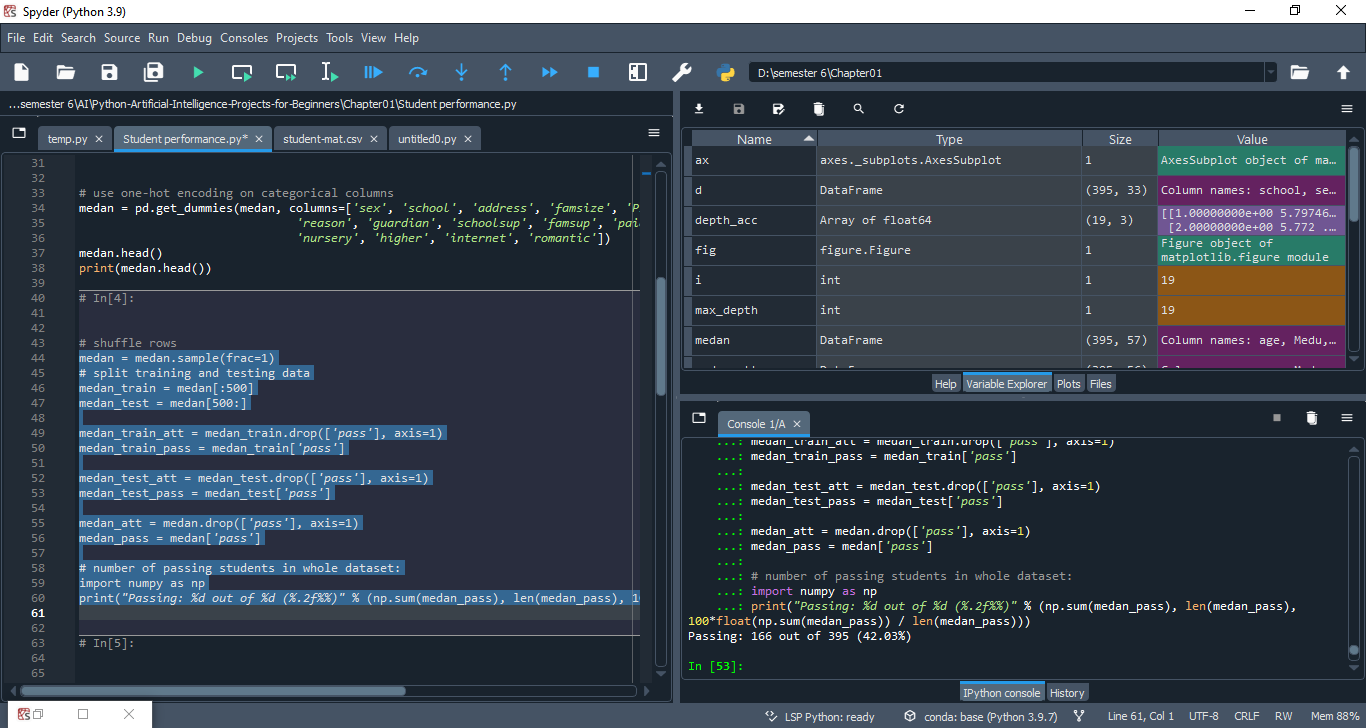 Spyder (Python 3.9)
File Edit Search Source Run Debug Consoles Projects Tools View Help
D:\semester 6\Chapter01
...semester 6\AI\Python-Artificial-Intelligence-Projects-for-Beginners\Chapter01\Student performance.py
temp.py Student performance.py* student-mat.csv untitled0.py
31
32
33 # use one-hot encoding on categorical columns
34 medan = pd.get_dummies(medan, columns=['sex', 'school', 'address', 'famsize', 'P
35 'reason', 'guardian', 'schoolsup', 'famsup', 'pai
36 'nursery', 'higher', 'internet', 'romantic'])
37 medan.head()
38 print(medan.head())
39
40 # In[4]:
41
42
43 # shuffle rows
44 medan = medan.sample(frac=1)
45 # split training and testing data
46 medan_train = medan[:500]
47 medan_test = medan[500:]
48
49 medan_train_att = medan_train.drop(['pass'], axis=1)
50 medan_train_pass = medan_train['pass']
51
52 medan_test_att = medan_test.drop(['pass'], axis=1)
53 medan_test_pass = medan_test['pass']
54
55 medan_att = medan.drop(['pass'], axis=1)
56 medan_pass = medan['pass']
57
58 # number of passing students in whole dataset:
59 import numpy as np
60 print("Passing: %d out of %d (%.2f%%)" % (np.sum(medan_pass), len(medan_pass), 1
61
62
63 # In[5]:
64
65
Name Type Size Value
ax axes._subplots.AxesSubplot 1 AxesSubplot object of ma...
d DataFrame (395, 33) Column names: school, se...
depth_acc Array of float64 (19, 3) [[1.00000000e+00 5.79746...
[2.00000000e+00 5.772 ...
fig figure.Figure 1 Figure object of
matplotlib.figure module
i int 1 19
max_depth int 1 19
medan DataFrame (395, 57) Column names: age, Medu,...
Help Variable Explorer Plots Files
Console 1/A
...: medan_train_att = medan_train.drop(['pass'], axis=1)
...: medan_train_pass = medan_train['pass']
...:
...: medan_test_att = medan_test.drop(['pass'], axis=1)
...: medan_test_pass = medan_test['pass']
...:
...: medan_att = medan.drop(['pass'], axis=1)
...: medan_pass = medan['pass']
...:
...: # number of passing students in whole dataset:
...: import numpy as np
...: print("Passing: %d out of %d (%.2f%%)" % (np.sum(medan_pass), len(medan_pass),
100*float(np.sum(medan_pass)) / len(medan_pass)))
Passing: 166 out of 395 (42.03%)
In [53]:
IPython console History
LSP Python: ready conda: base (Python 3.9.7) Line 61, Col 1 UTF-8 CRLF RW Mem 88%